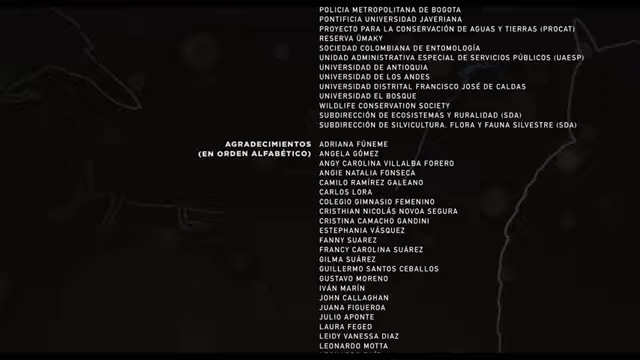 POLICIA METROPOLITANA DE BOGOTA
PONTIFICIA UNIVERSIDAD JAVERIANA
PROYECTO PARA LA CONSERVACIÓN DE AGUAS Y TIERRAS (PROCAT)
RESERVA ÜMAKY
SOCIEDAD COLOMBIANA DE ENTOMOLOGÍA
UNIDAD ADMINISTRATIVA ESPECIAL DE SERVICIOS PÚBLICOS (UAESP)
UNIVERSIDAD DE ANTIOQUIA
UNIVERSIDAD DE LOS ANDES
UNIVERSIDAD DISTRITAL FRANCISCO JOSÉ DE CALDAS
UNIVERSIDAD EL BOSQUE
WILDLIFE CONSERVATION SOCIETY
SUBDIRECCIÓN DE ECOSISTEMAS Y RURALIDAD (SDA)
SUBDIRECCIÓN DE SILVICULTURA. FLORA Y FAUNA SILVESTRE (SDA)
AGRADECIMIENTOS
(EN ORDEN ALFABÉTICO)
ADRIANA FÚNEME
ANGELA GÓMEZ
ANGY CAROLINA VILLALBA FORERO
ANGIE NATALIA FONSECA
CAMILO RAMÍREZ GALEANO
CARLOS LORA
COLEGIO GIMNASIO FEMENINO
CRISTHIAN NICOLÁS NOVOA SEGURA
CRISTINA CAMACHO GANDINI
ESTEPHANIA VÁSQUEZ
FANNY SUAREZ
FRANCY CAROLINA SUÁREZ
GILMA SUÁREZ
GUILLERMO SANTOS CEBALLOS
GUSTAVO MORENO
IVÁN MARÍN
JOHN CALLAGHAN
JUANA FIGUEROA
JULIO APONTE
LAURA FEGED
LEIDY VANESSA DIAZ
LEONARDO MOTTA